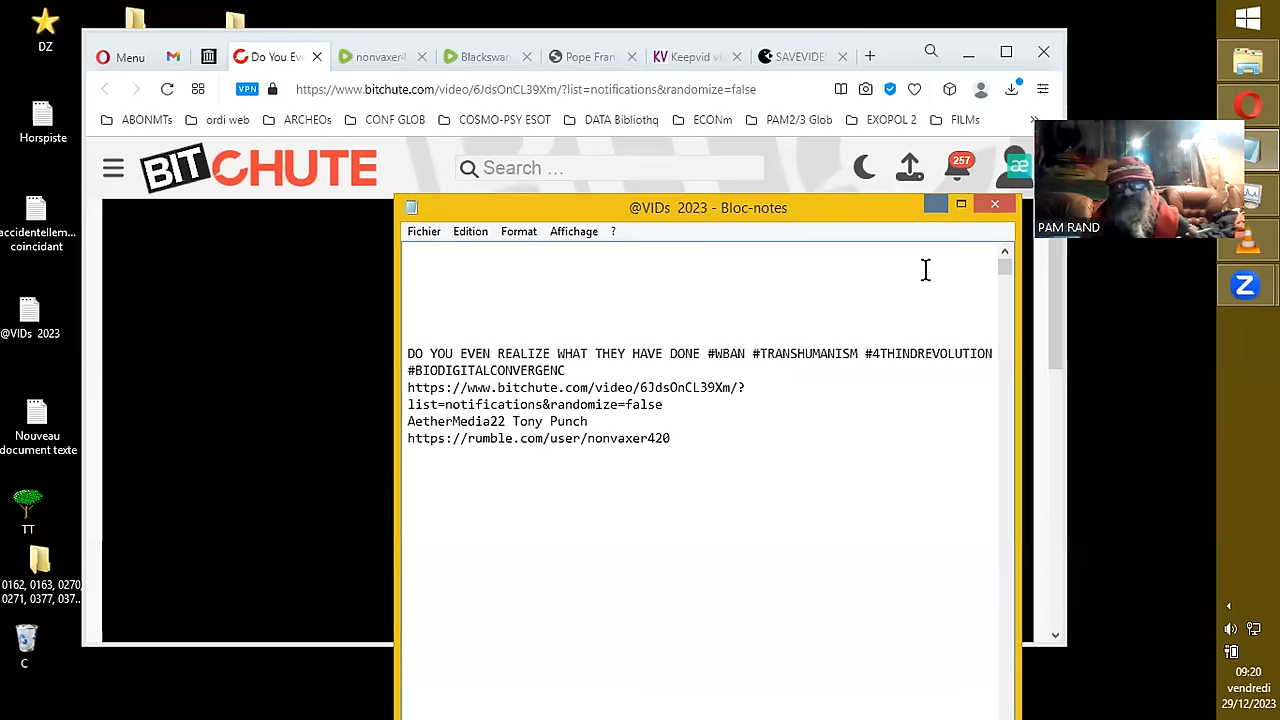 DZ
Horspiste
accidentellem...
coincidant
@VIDs 2023
Nouveau
document texte
TT
0162, 0163, 0270,
0271, 0377, 037..
C
Menu
Do You Eve
nonvaxer4
Blackswan
Pope Fran
KV Keepvid
SAVEVID
VPN
https://www.bitchute.com/video/6JdsOnCL39Xm/?list=notifications&randomize=false
ABONMTs
ordi web
ARCHEOs
CONF GLOB
DATA Bibliothq
ECONm
PAM2/3 Glob
EXOPOL 2
FILMs
BITCHUTE
Search ...
257
æ
@VIDs 2023 - Bloc-notes
Fichier Edition Format Affichage ?
DO YOU EVEN REALIZE WHAT THEY HAVE DONE #WBAN #TRANSHUMANISM #4THINDREVOLUTION
#BIODIGITALCONVERGENC
https://www.bitchute.com/video/6JdsOnCL39Xm/?
list=notifications&randomize=false
AetherMedia22 Tony Punch
https://rumble.com/user/nonvaxer420
PAM RAND
Z
09:20
vendredi
29/12/2023